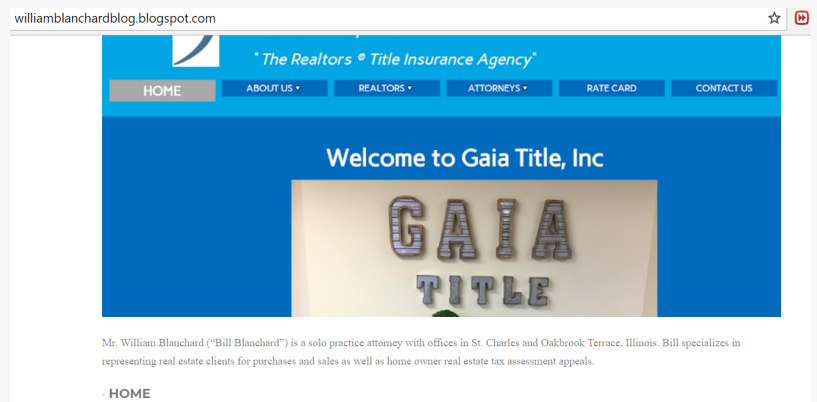 williamblanchardblog.blogspot.com
"The Realtors ® Title Insurance Agency"
HOME
ABOUT US ▾
REALTORS ▾
ATTORNEYS ▾
RATE CARD
CONTACT US
Welcome to Gaia Title, Inc
GAIA
TITLE
Mr. William Blanchard (“Bill Blanchard”) is a solo practice attorney with offices in St. Charles and Oakbrook Terrace, Illinois. Bill specializes in
representing real estate clients for purchases and sales as well as home owner real estate tax assessment appeals.
· HOME